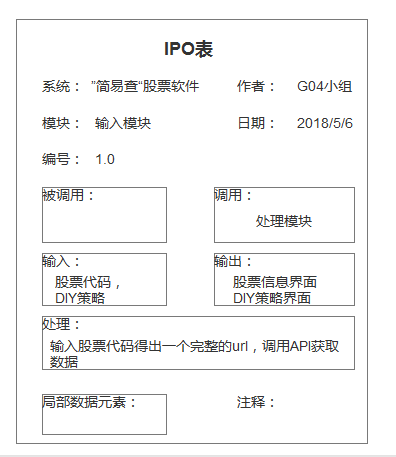 IPO表
系统： ”简易查“股票软件 作者： G04小组
模块： 输入模块 日期： 2018/5/6
编号： 1.0
被调用： 调用：
处理模块
输入： 输出：
股票代码， 股票信息界面
DIY策略 DIY策略界面
处理：
输入股票代码得出一个完整的url，调用API获取
数据
局部数据元素： 注释：